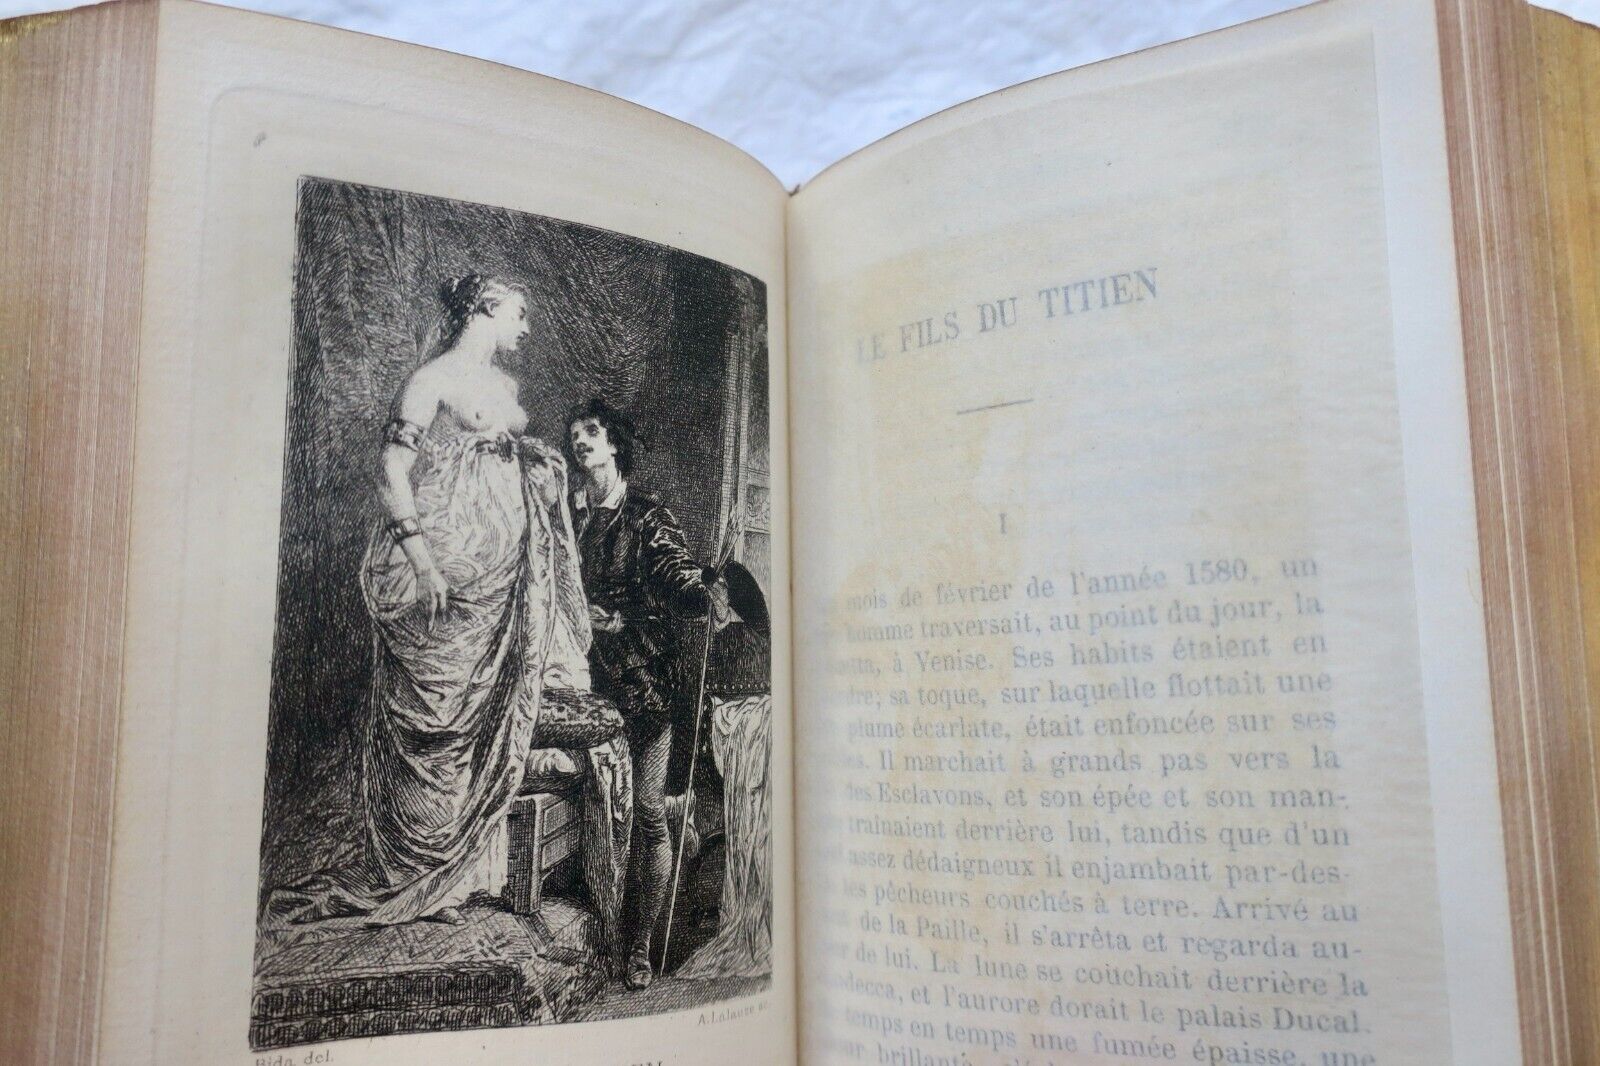 Bida del.
A. Lalauze sc.
LE FILS DU TITIEN
I
mois de février de l'année 1580, un
homme traversait, au point du jour, la
à Venise. Ses habits étaient en
sa toque, sur laquelle flottait une
plume écarlate, était enfoncée sur ses
Il marchait à grands pas vers la
des Esclavons, et son épée et son man-
traînaient derrière lui, tandis que d'un
assez dédaigneux il enjambait par-des-
les pêcheurs couchés à terre. Arrivé au
de la Paille, il s'arrêta et regarda au-
de lui. La lune se couchait derrière la
et l'aurore dorait le palais Ducal.
temps en temps une fumée épaisse, une
brillante